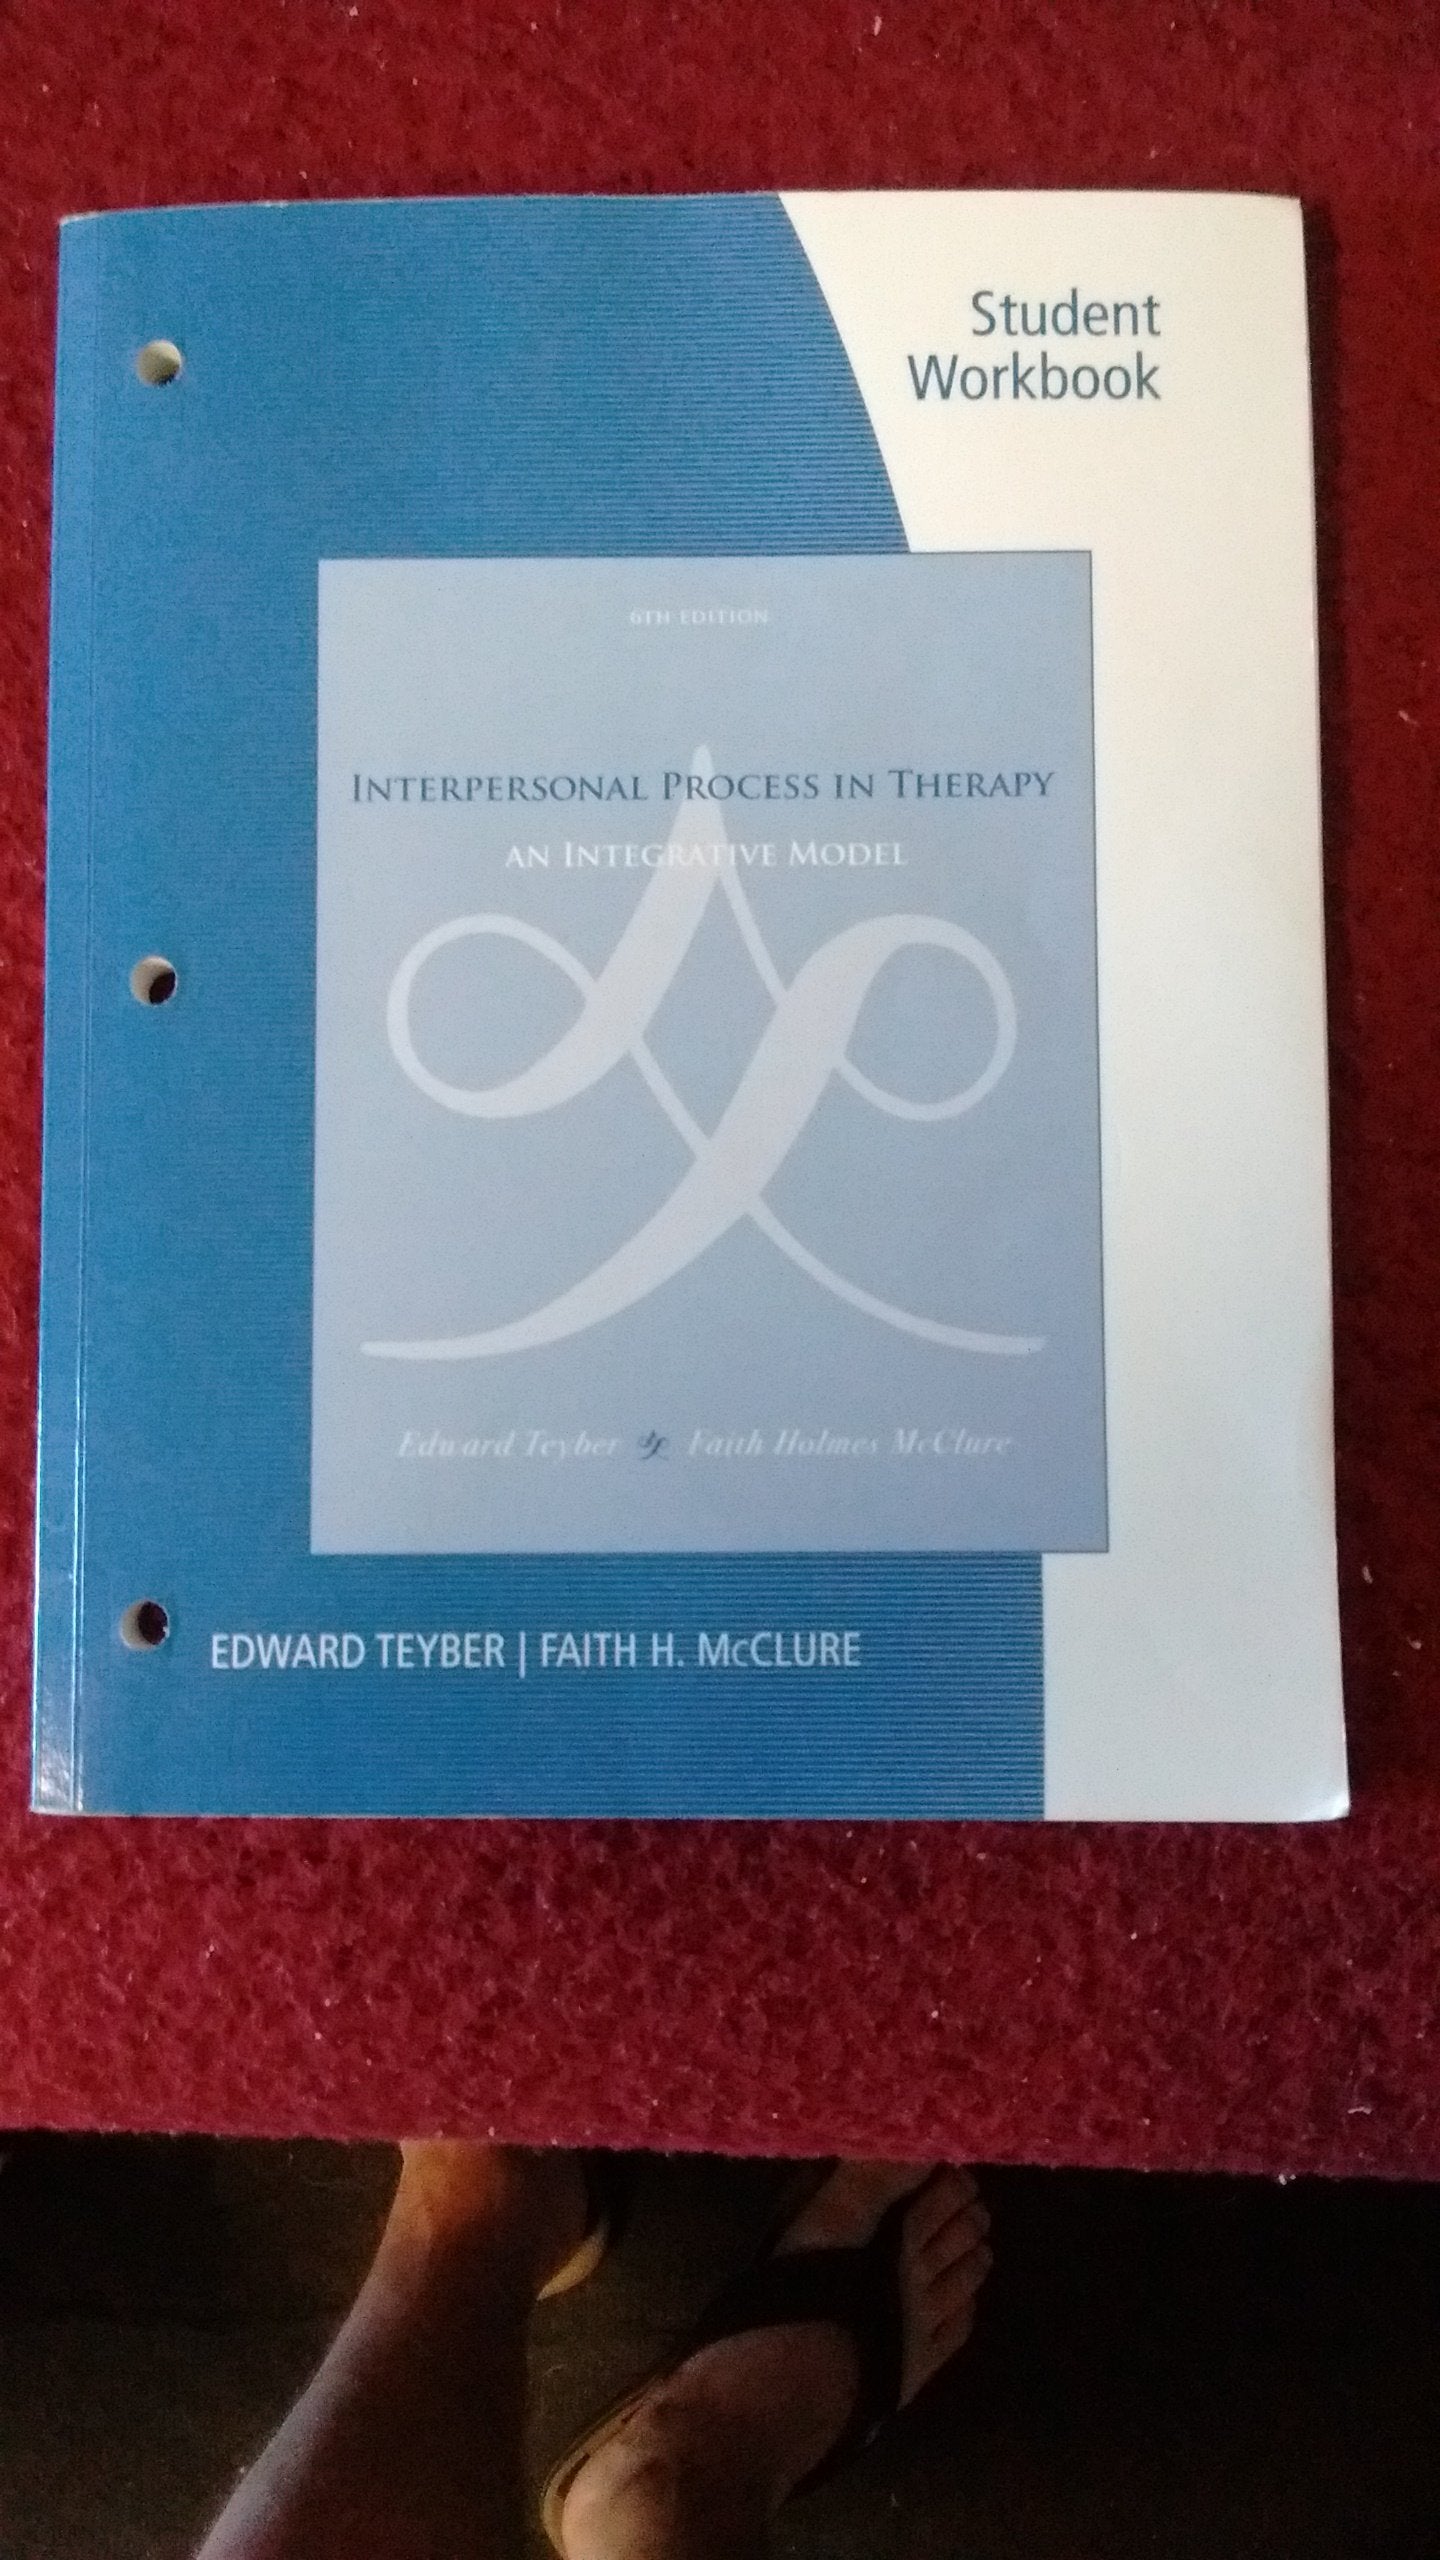 Student
Workbook
6TH EDITION
INTERPERSONAL PROCESS IN THERAPY
AN INTEGRATIVE MODEL
Edward Teyber Faith Holmes McClure
EDWARD TEYBER | FAITH H. McCLURE